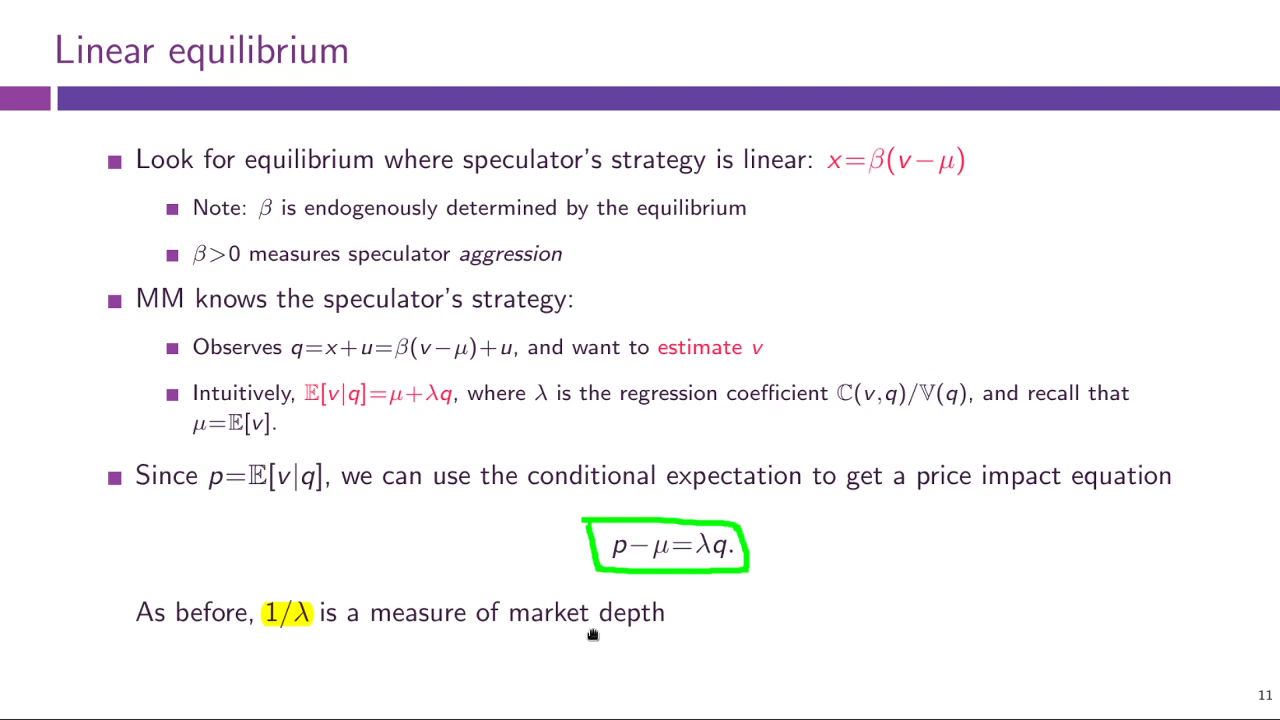 Linear equilibrium
Look for equilibrium where speculator's strategy is linear: x=β(v−μ)
Note: β is endogenously determined by the equilibrium
β>0 measures speculator aggression
MM knows the speculator's strategy:
Observes q=x+u=β(v−μ)+u, and want to estimate v
Intuitively, 𝔼[v|q]=μ+λq, where λ is the regression coefficient ℂ(v,q)/𝕍(q), and recall that
μ=𝔼[v].
Since p=𝔼[v|q], we can use the conditional expectation to get a price impact equation
p−μ=λq.
As before, 1/λ is a measure of market depth
11